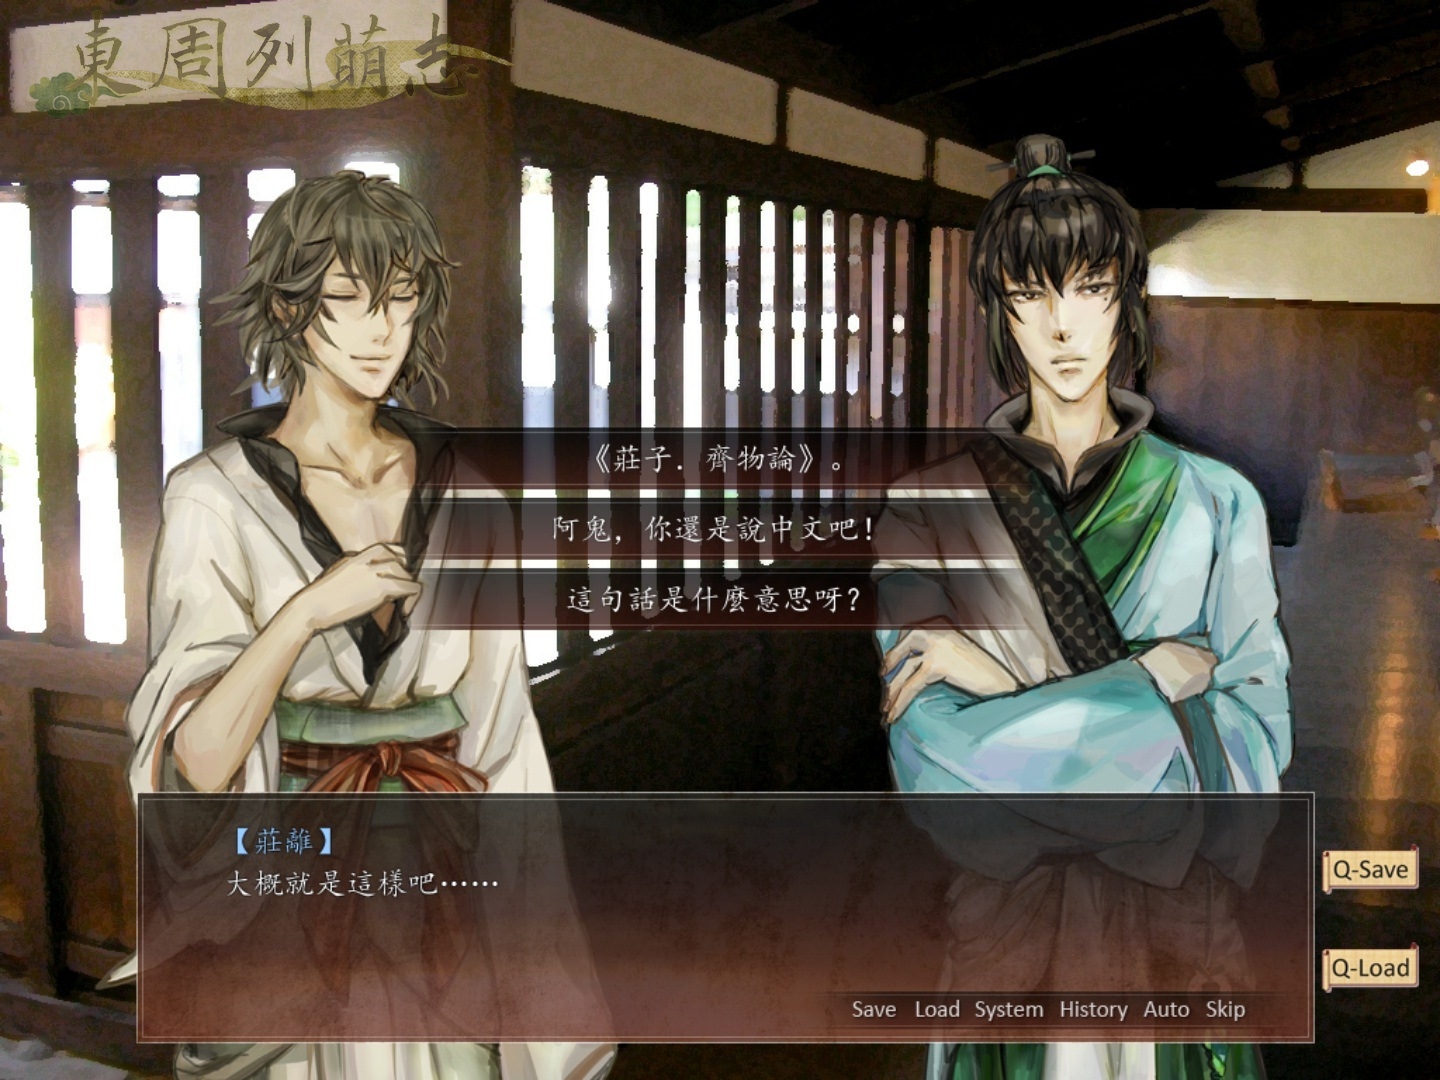 東周列萌志
《莊子．齊物論》。
阿鬼，你還是說中文吧！
這句話是什麼意思呀？
【莊離】
大概就是這樣吧⋯⋯
Q-Save
Q-Load
Save Load System History Auto Skip